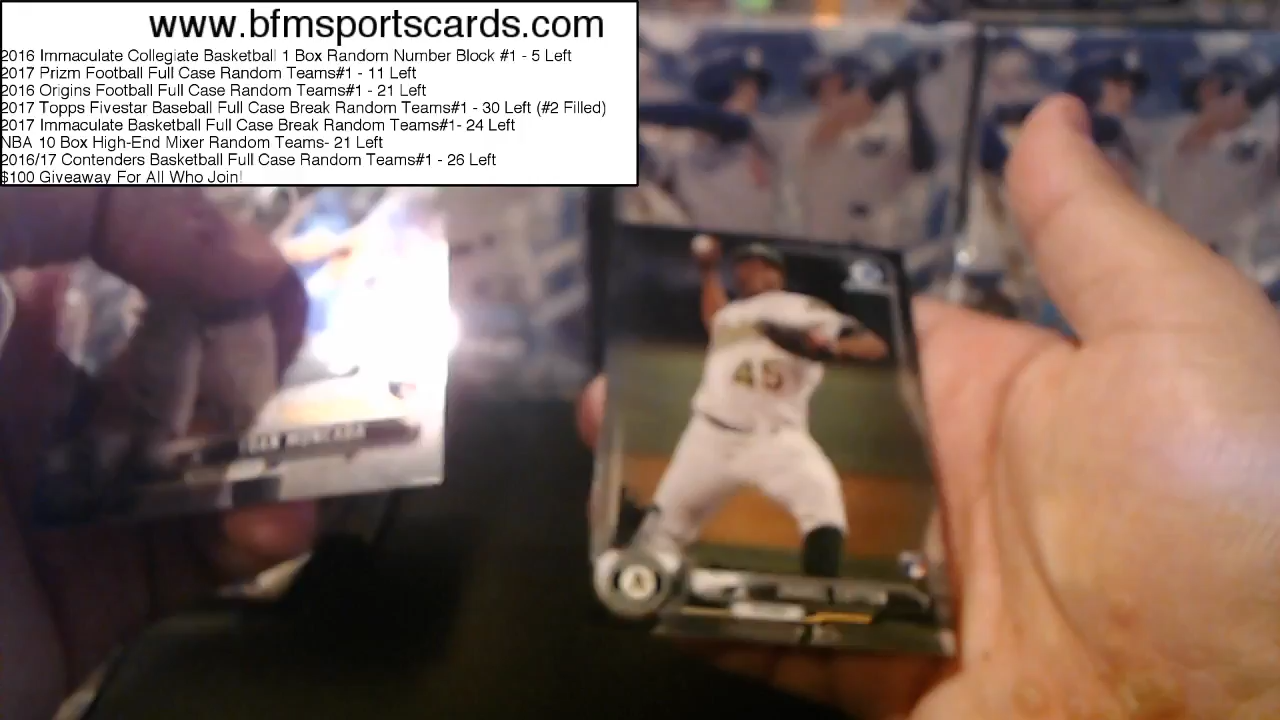 www.bfmsportscards.com
2016 Immaculate Collegiate Basketball 1 Box Random Number Block #1 - 5 Left
2017 Prizm Football Full Case Random Teams#1 - 11 Left
2016 Origins Football Full Case Random Teams#1 - 21 Left
2017 Topps Fivestar Baseball Full Case Break Random Teams#1 - 30 Left (#2 Filled)
2017 Immaculate Basketball Full Case Break Random Teams#1- 24 Left
NBA 10 Box High-End Mixer Random Teams- 21 Left
2016/17 Contenders Basketball Full Case Random Teams#1 - 26 Left
$100 Giveaway For All Who Join!
45
A
MONCADA